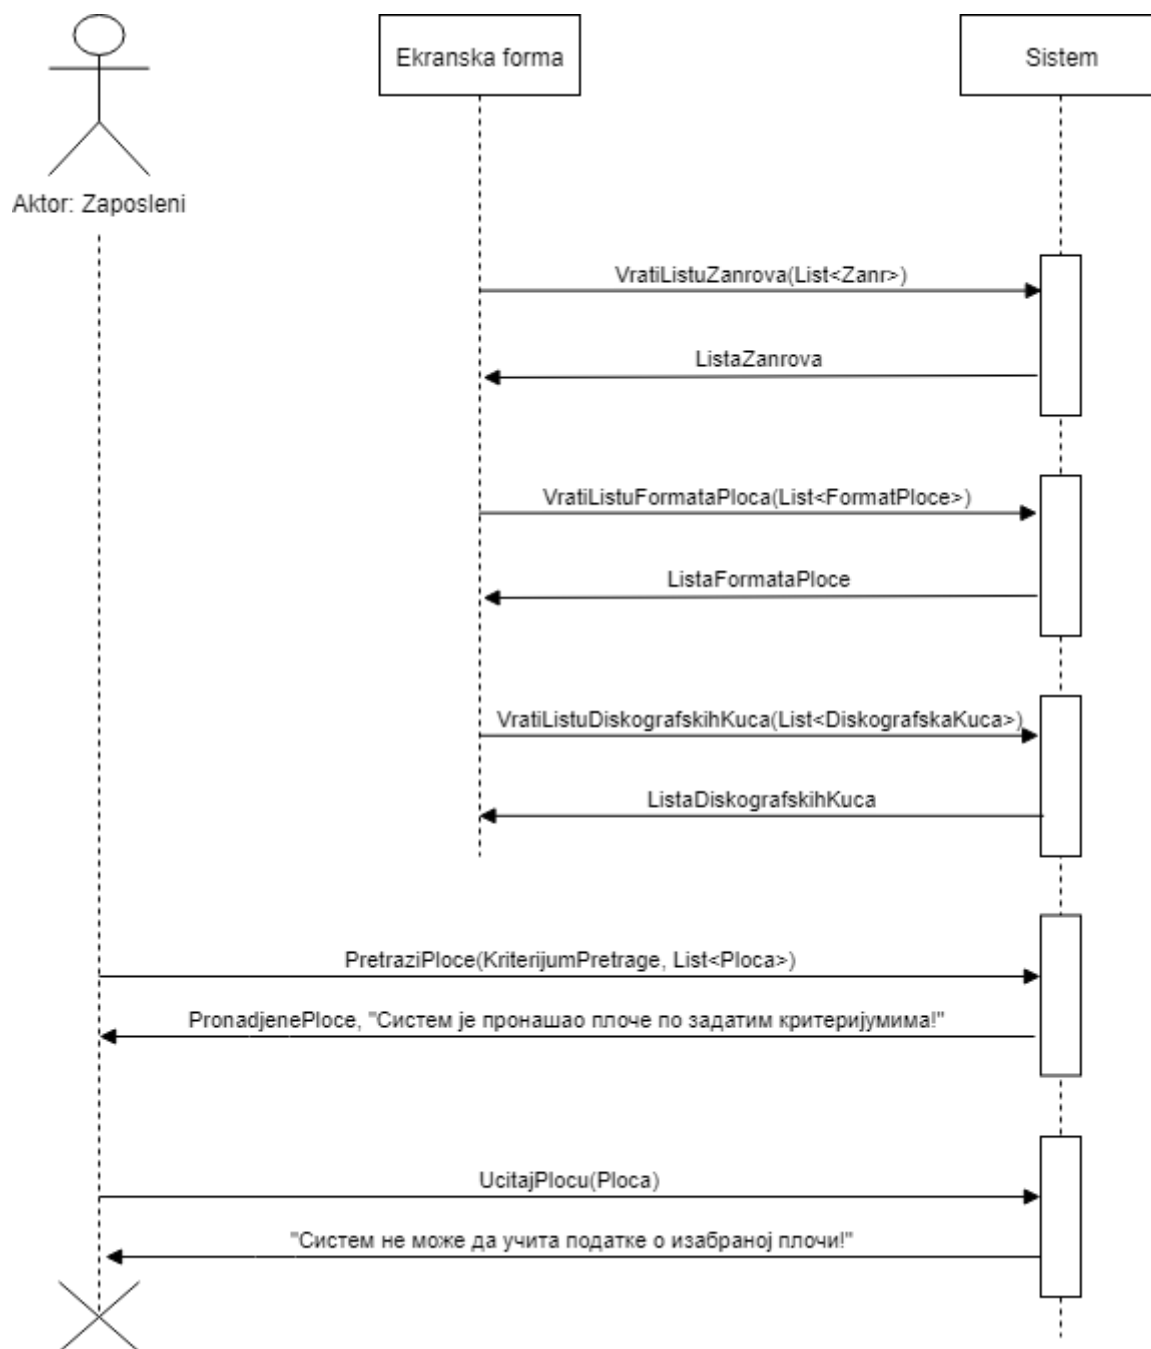 Ekranska forma
Sistem
Aktor: Zaposleni
VratiListuZanrova(List<Zanr>)
ListaZanrova
VratiListuFormataPloca(List<FormatPloce>)
ListaFormataPloce
VratiListuDiskografskihKuca(List<DiskografskaKuca>)
ListaDiskografskihKuca
PretraziPloce(KriterijumPretrage, List<Ploca>)
PronadjenePloce, "Систем је пронашао плоче по задатим критеријумима!"
UcitajPlocu(Ploca)
"Систем не може да учита податке о изабраној плочи!"